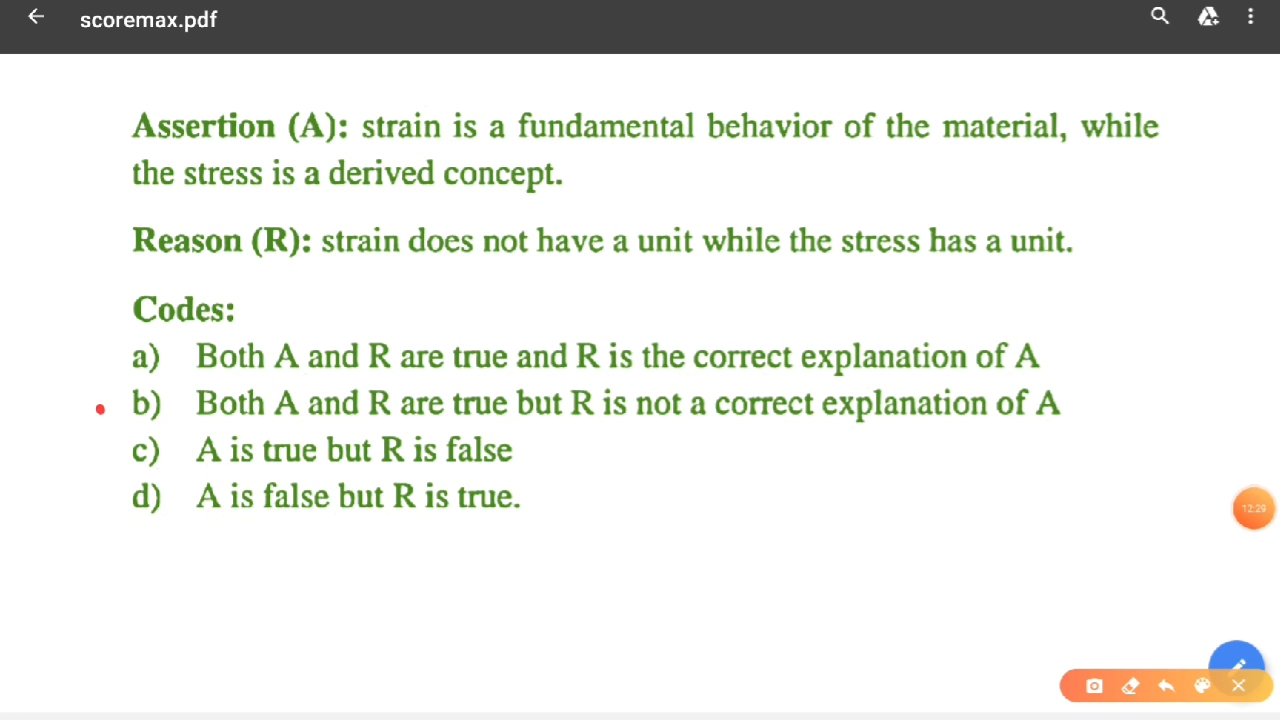 scoremax.pdf
Assertion (A): strain is a fundamental behavior of the material, while
the stress is a derived concept.
Reason (R): strain does not have a unit while the stress has a unit.
Codes:
a) Both A and R are true and R is the correct explanation of A
b) Both A and R are true but R is not a correct explanation of A
c) A is true but R is false
d) A is false but R is true.
12:29